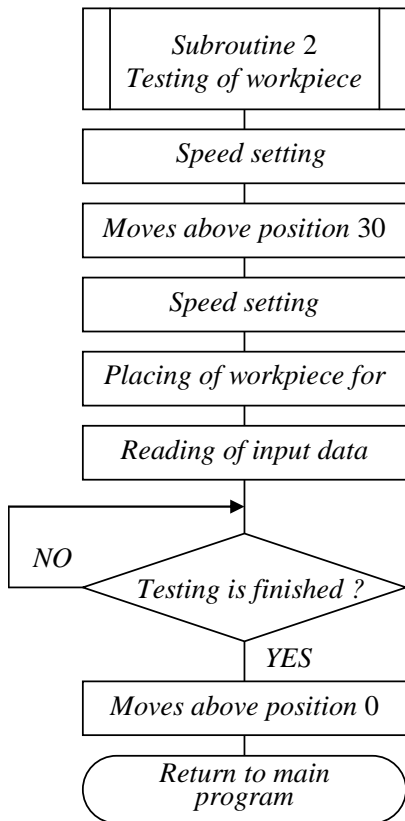 Subroutine 2
Testing of workpiece
Speed setting
Moves above position 30
Speed setting
Placing of workpiece for
Reading of input data
NO
Testing is finished ?
YES
Moves above position 0
Return to main
program